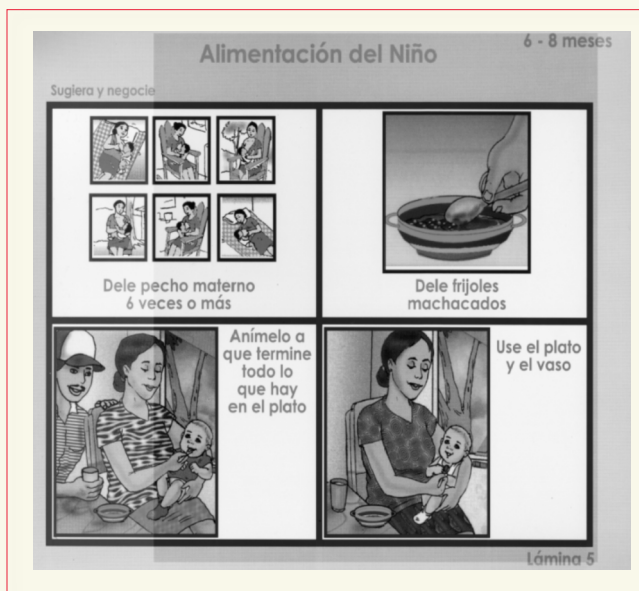 Alimentación del Niño
6 - 8 meses
Sugiera y negocie
Dele pecho materno
6 veces o más
Dele frijoles
machacados
Anímelo a
que termine
todo lo
que hay
en el plato
Use el plato
y el vaso
Lámina 5